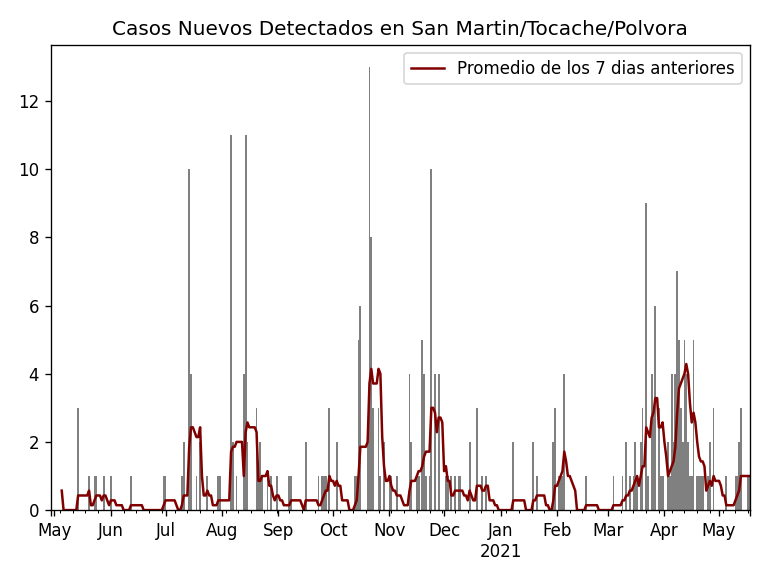 Casos Nuevos Detectados en San Martin/Tocache/Polvora
Promedio de los 7 dias anteriores
12
10
8
6
4
2
0
May Jun Jul Aug Sep Oct Nov Dec Jan Feb Mar Apr May
2021